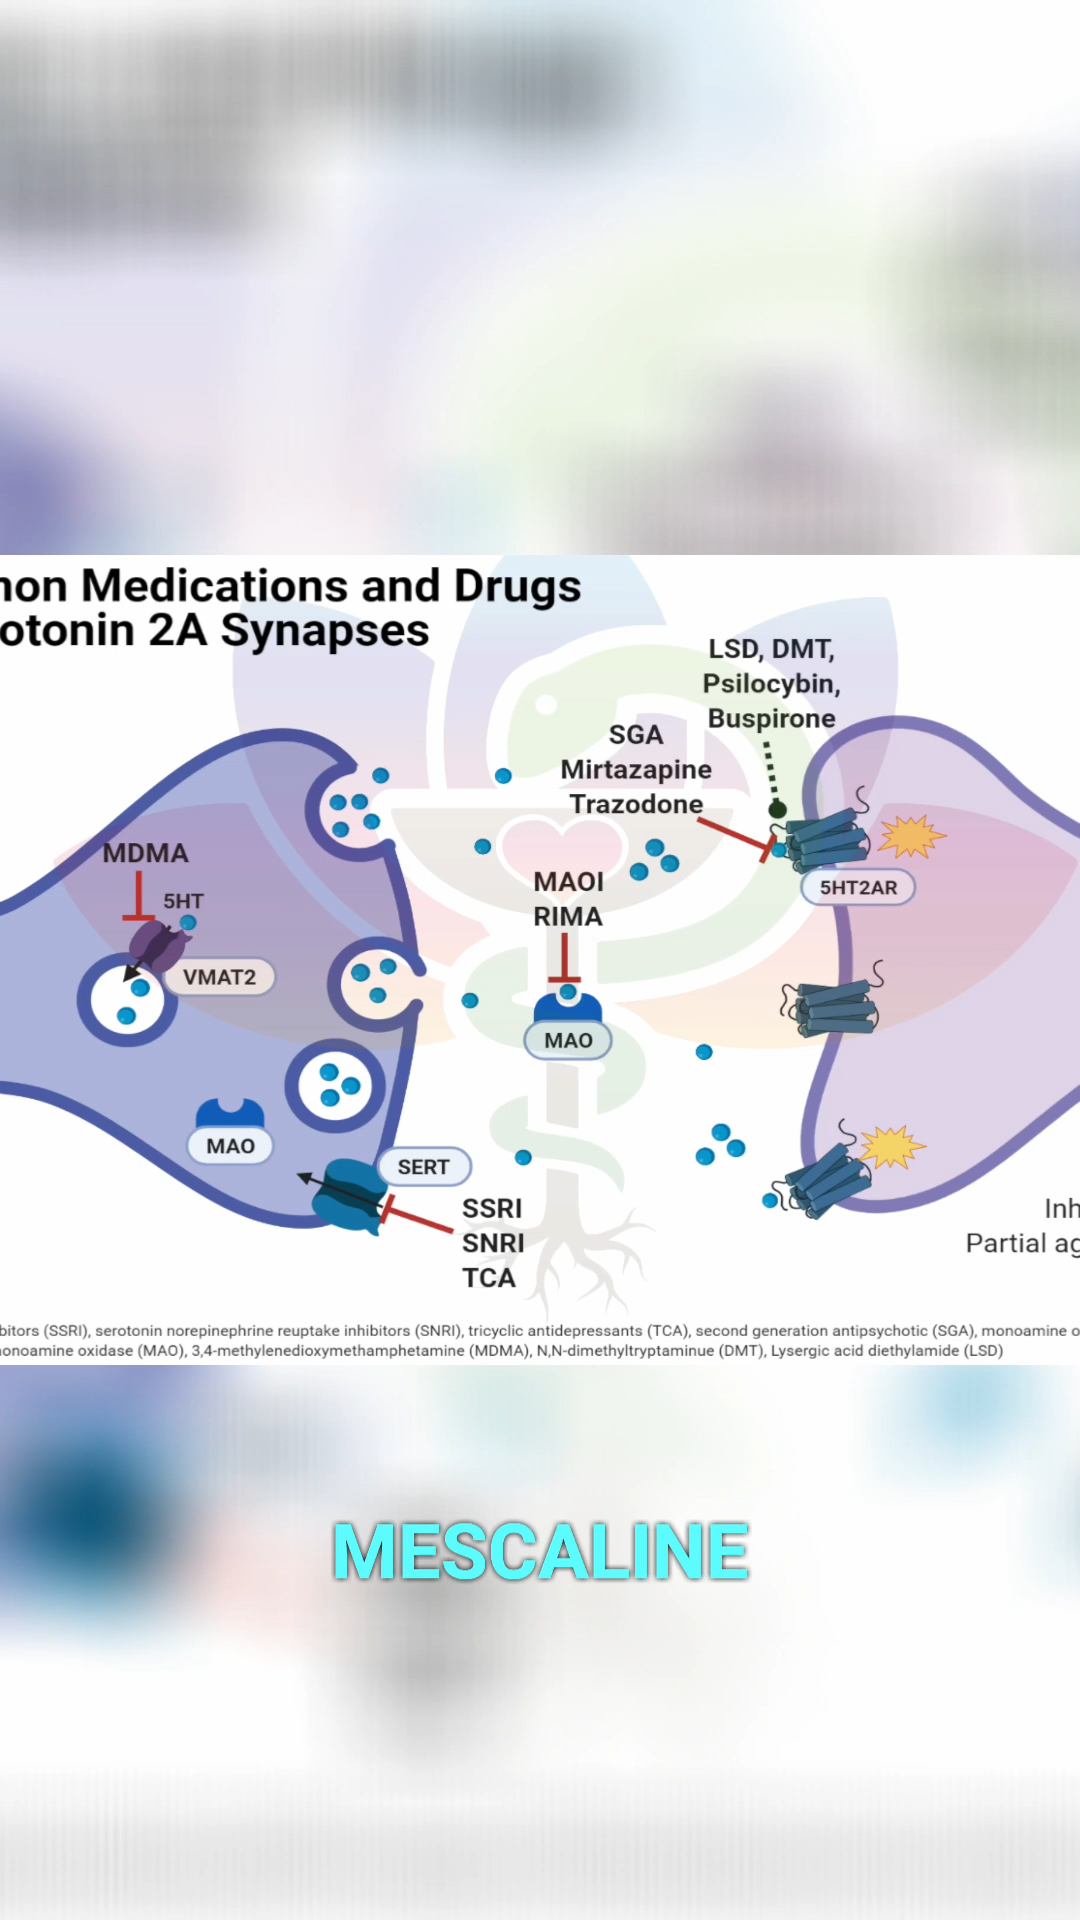 non Medications and Drugs
otonin 2A Synapses
LSD, DMT,
Psilocybin,
Buspirone
SGA
Mirtazapine
Trazodone
MDMA
5HT
VMAT2
MAOI
RIMA
MAO
5HT2AR
MAO
SERT
SSRI
SNRI
TCA
Inh
Partial ag
bitors (SSRI), serotonin norepinephrine reuptake inhibitors (SNRI), tricyclic antidepressants (TCA), second generation antipsychotic (SGA), monoamine o
onoamine oxidase (MAO), 3,4-methylenedioxymethamphetamine (MDMA), N,N-dimethyltryptaminue (DMT), Lysergic acid diethylamide (LSD)
MESCALINE